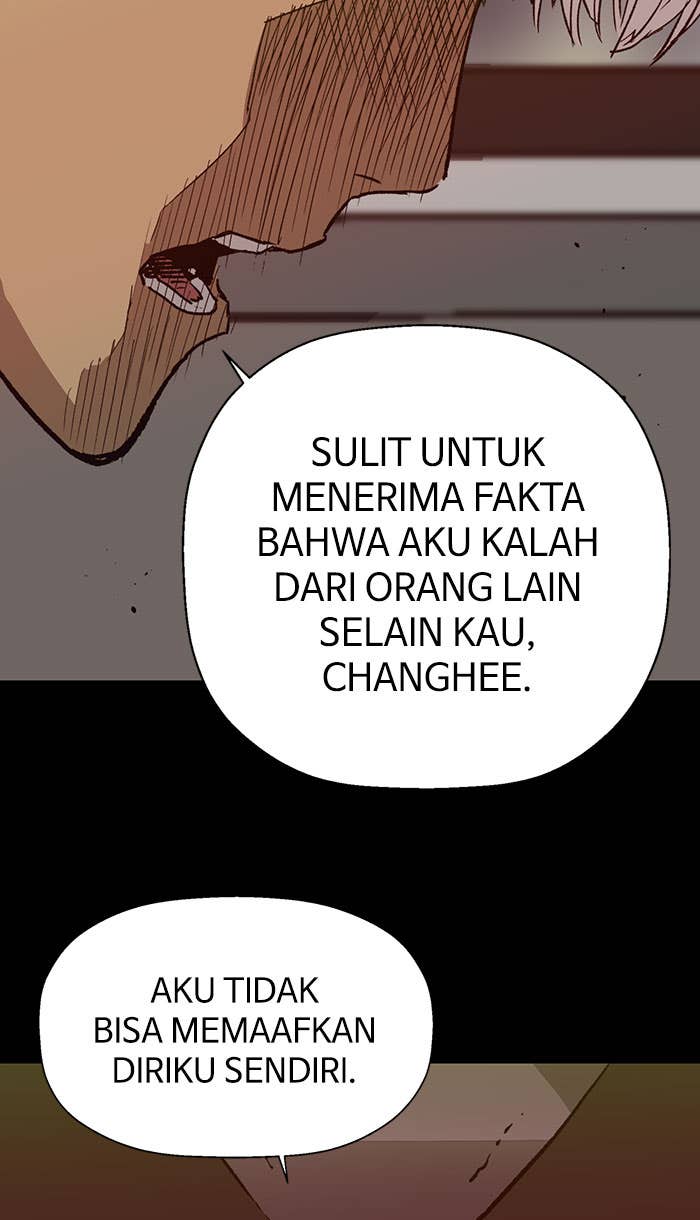 SULIT UNTUK
MENERIMA FAKTA
BAHWA AKU KALAH
DARI ORANG LAIN
SELAIN KAU,
CHANGHEE.
AKU TIDAK
BISA MEMAAFKAN
DIRIKU SENDIRI.